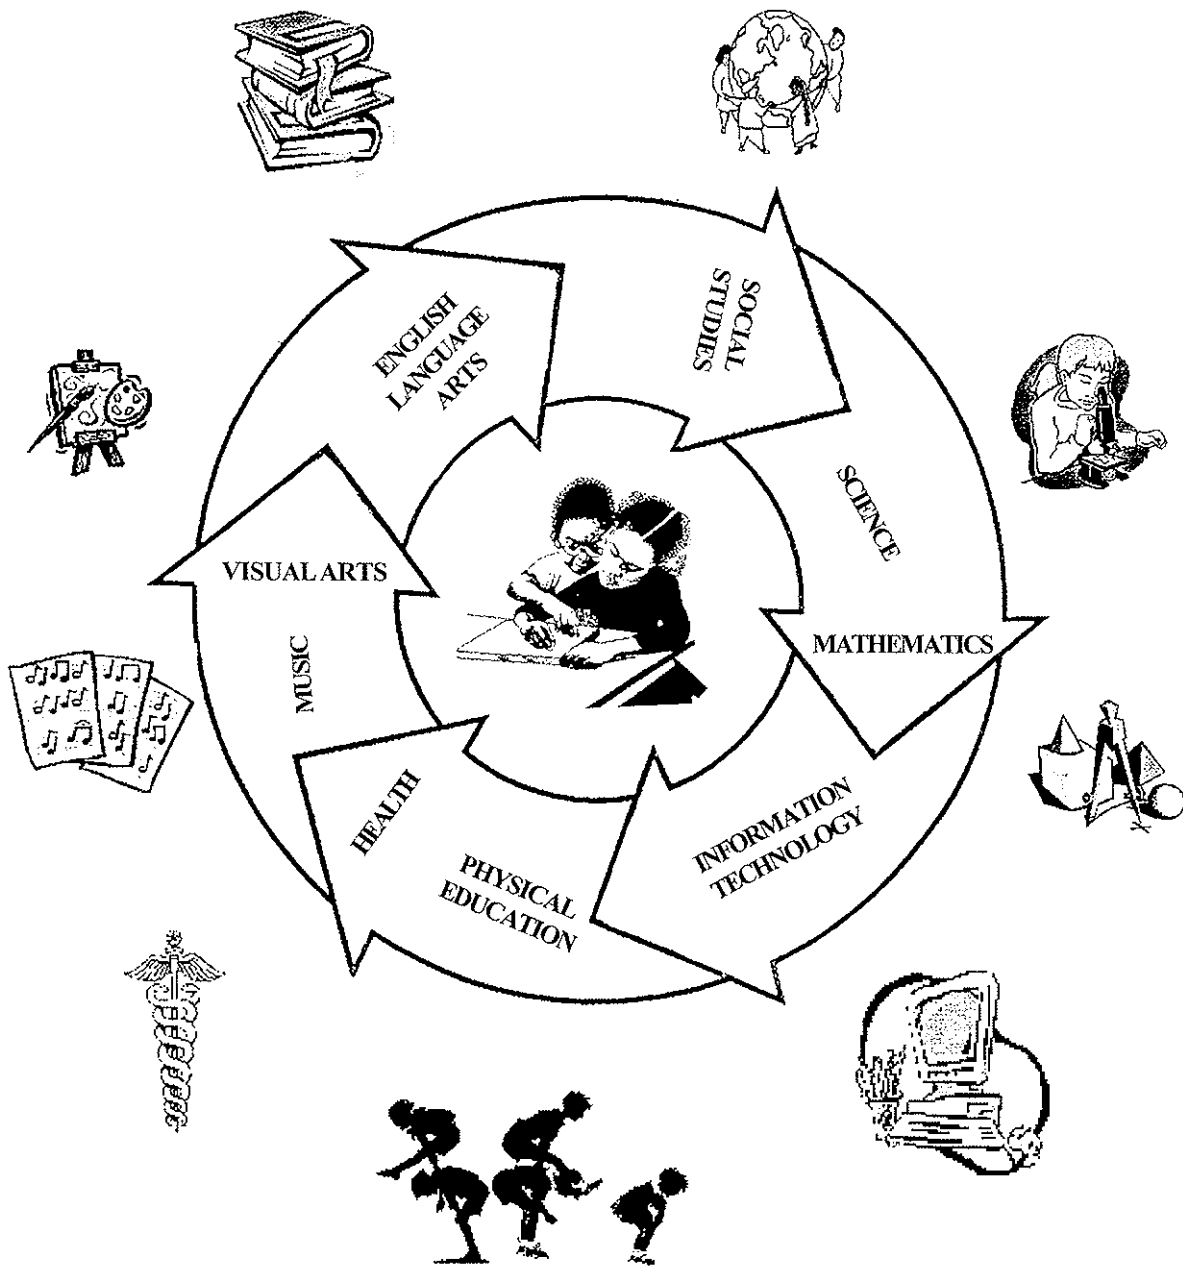 ENGLISH
LANGUAGE
ARTS
SOCIAL
STUDIES
SCIENCE
MATHEMATICS
INFORMATION
TECHNOLOGY
PHYSICAL
EDUCATION
HEALTH
MUSIC
VISUAL ARTS